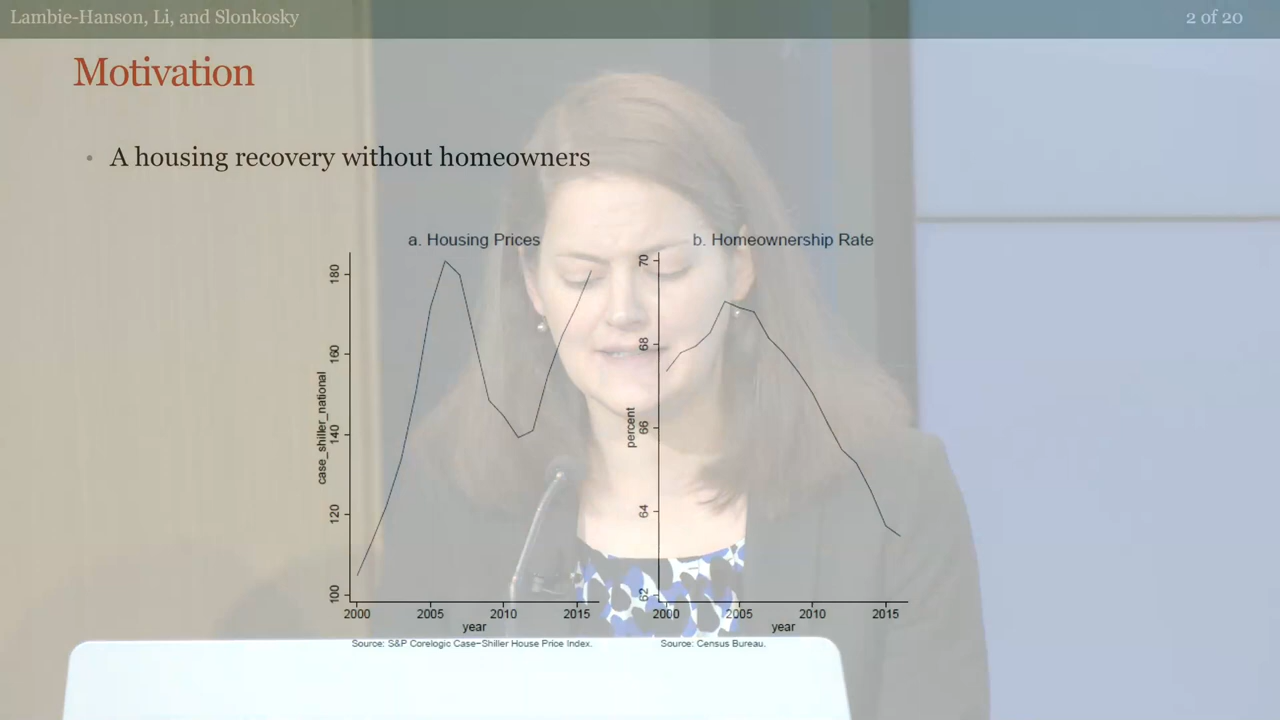 Lambie-Hanson, Li, and Slonkosky
2 of 20
Motivation
• A housing recovery without homeowners
a. Housing Prices
b. Homeownership Rate
case_shiller_national
100
120
140
160
180
2000
2005
2010
2015
year
percent
62
64
66
68
70
2000
2005
2010
2015
year
Source: S&P Corelogic Case−Shiller House Price Index.
Source: Census Bureau.